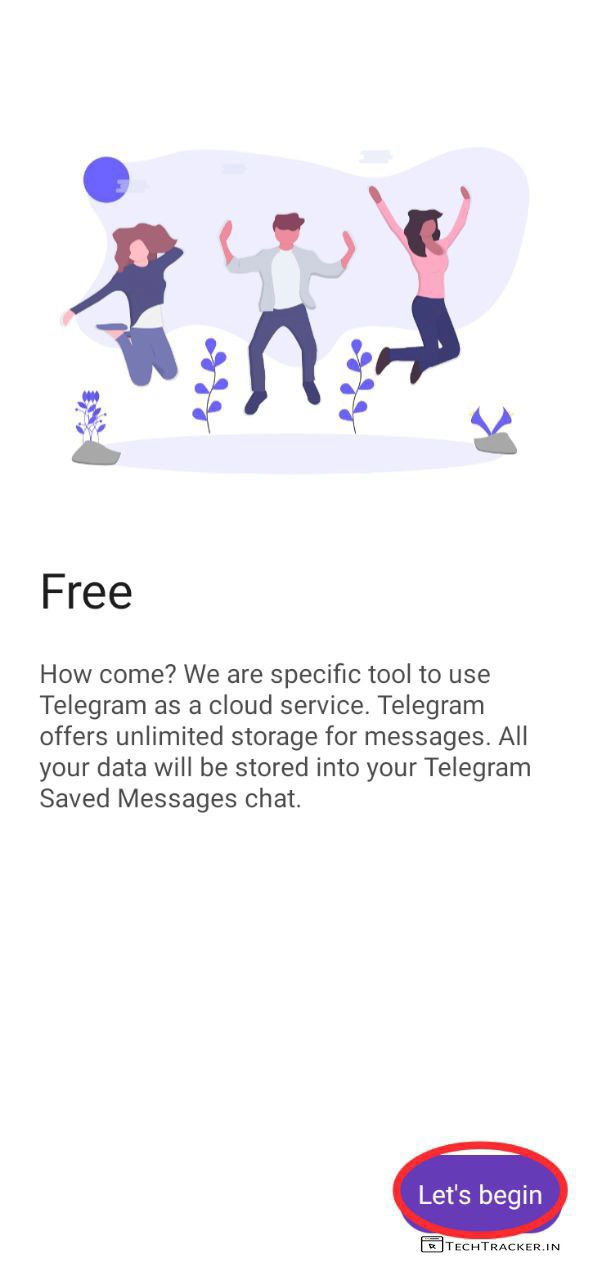 Free
How come? We are specific tool to use
Telegram as a cloud service. Telegram
offers unlimited storage for messages. All
your data will be stored into your Telegram
Saved Messages chat.
Let's begin
TECHTRACKER.IN